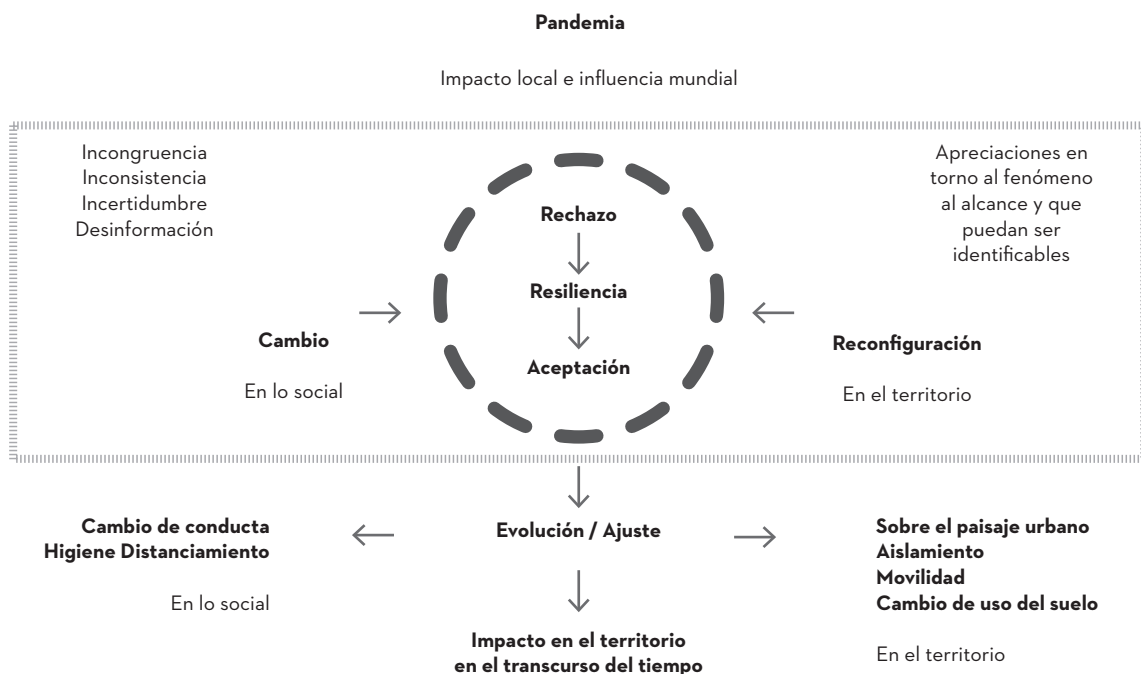 Pandemia
Impacto local e influencia mundial
Incongruencia
Inconsistencia
Incertidumbre
Desinformación
Cambio
En lo social
Rechazo
Resiliencia
Aceptación
Apreciaciones en
torno al fenómeno
al alcance y que
puedan ser
identificables
Reconfiguración
En el territorio
Cambio de conducta
Higiene Distanciamiento
En lo social
Evolución / Ajuste
Impacto en el territorio
en el transcurso del tiempo
Sobre el paisaje urbano
Aislamiento
Movilidad
Cambio de uso del suelo
En el territorio